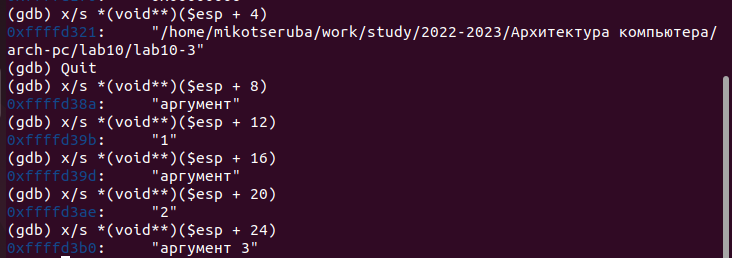 (gdb) x/s *(void**)($esp + 4)
0xffffd321:     "/home/mikotseruba/work/study/2022-2023/Архитектура компьютера/
arch-pc/lab10/lab10-3"
(gdb) Quit
(gdb) x/s *(void**)($esp + 8)
0xffffd38a:     "аргумент"
(gdb) x/s *(void**)($esp + 12)
0xffffd39b:     "1"
(gdb) x/s *(void**)($esp + 16)
0xffffd39d:     "аргумент"
(gdb) x/s *(void**)($esp + 20)
0xffffd3ae:     "2"
(gdb) x/s *(void**)($esp + 24)
0xffffd3b0:     "аргумент 3"